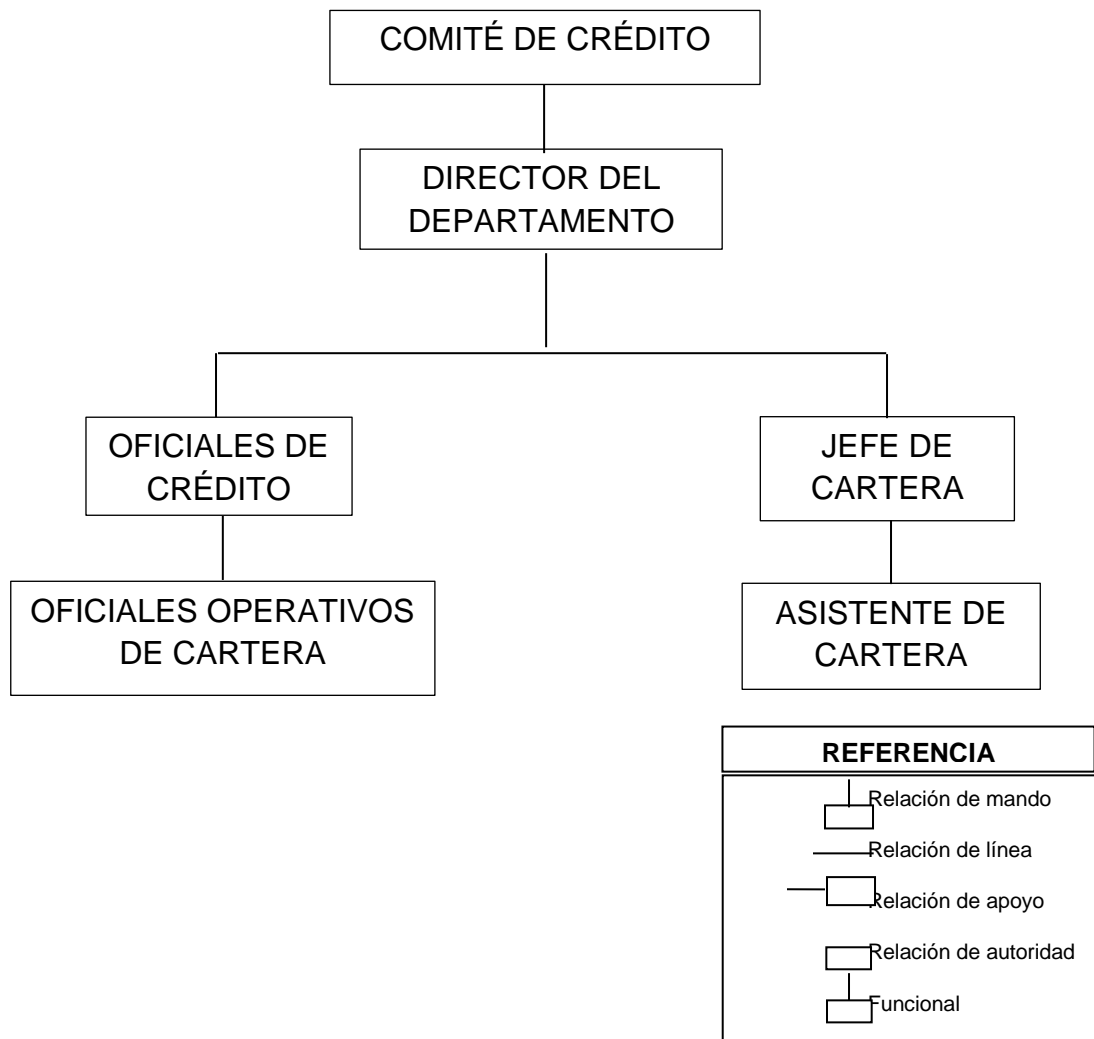 COMITÉ DE CRÉDITO
DIRECTOR DEL
DEPARTAMENTO
OFICIALES DE
CRÉDITO
JEFE DE
CARTERA
OFICIALES OPERATIVOS
DE CARTERA
ASISTENTE DE
CARTERA
REFERENCIA
Relación de mando
Relación de línea
Relación de apoyo
Relación de autoridad
Funcional